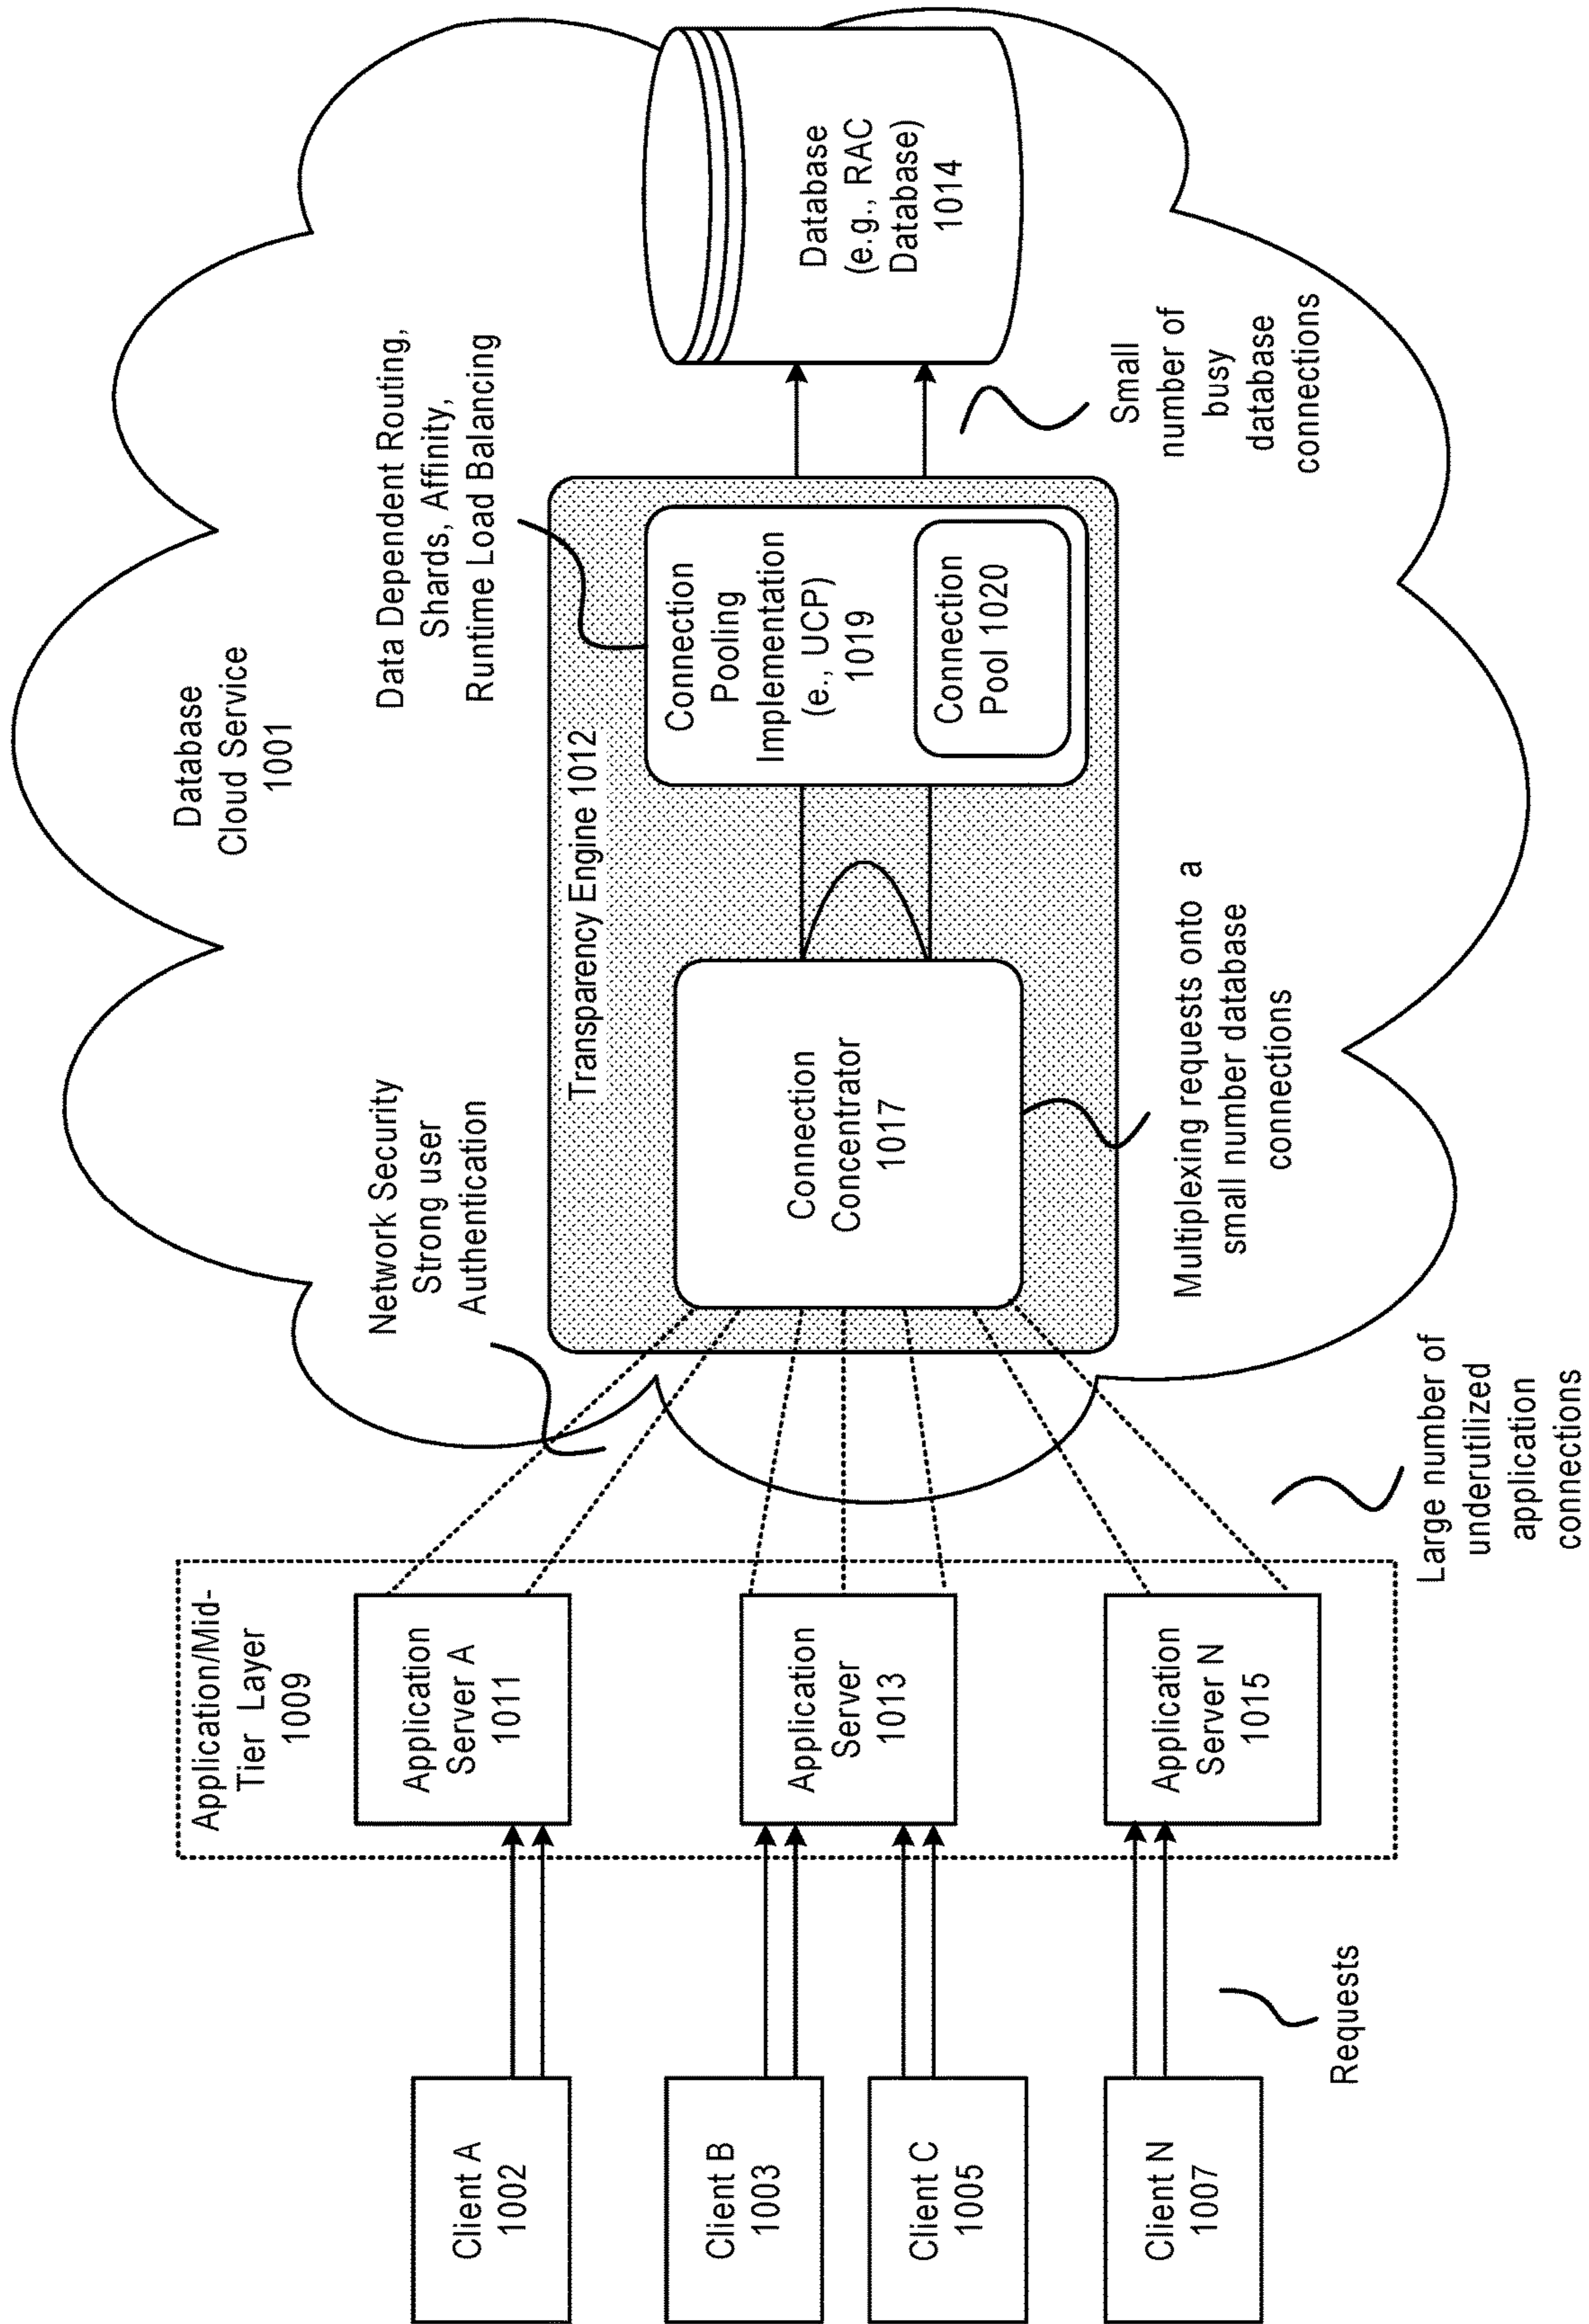 Database
Cloud Service
1001
Application/Mid-
Tier Layer
1009
Network Security
Strong user
Authentication
Data Dependent Routing,
Shards, Affinity,
Runtime Load Balancing
Transparency Engine 1012
Client A
1002
Client B
1003
Client C
1005
Client N
1007
Application
Server A
1011
Application
Server
1013
Application
Server N
1015
Connection
Concentrator
1017
Connection
Pooling
Implementation
(e., UCP)
1019
Connection
Pool 1020
Database
(e.g., RAC
Database)
1014
Requests
Large number of
underutilized
application
connections
Multiplexing requests onto a
small number database
connections
Small
number of
busy
database
connections